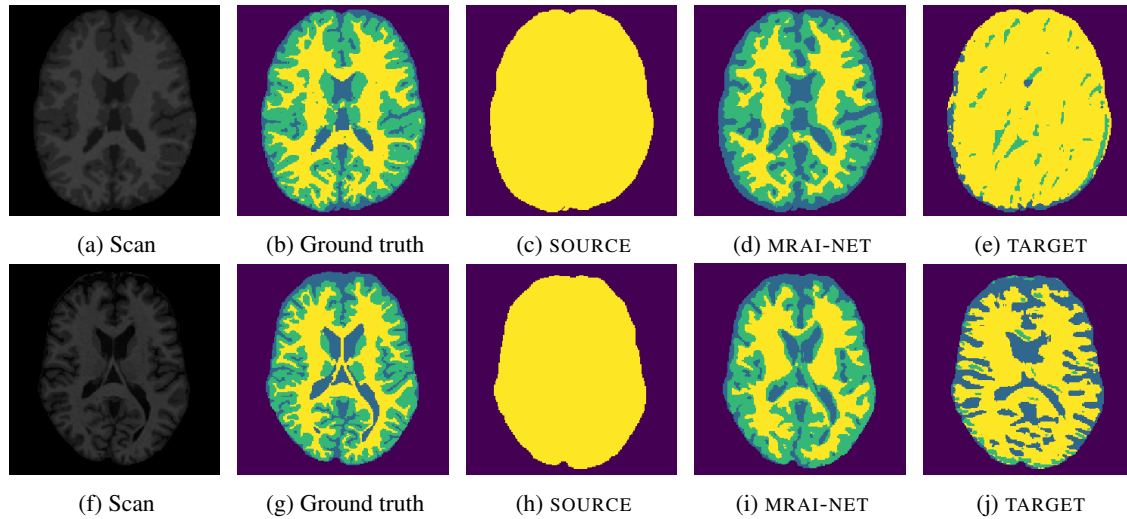 (a) Scan (b) Ground truth (c) SOURCE (d) MRAI-NET (e) TARGET
(f) Scan (g) Ground truth (h) SOURCE (i) MRAI-NET (j) TARGET